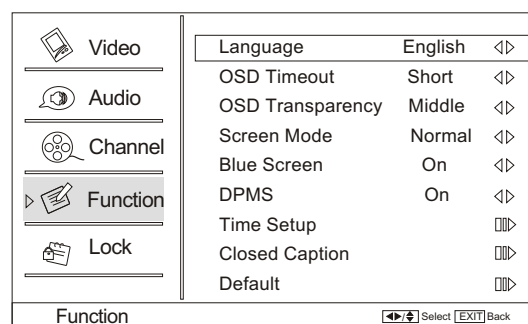 Video
Audio
Channel
Function
Lock
Language English
OSD Timeout Short
OSD Transparency Middle
Screen Mode Normal
Blue Screen On
DPMS On
Time Setup
Closed Caption
Default
Function
Select EXIT Back